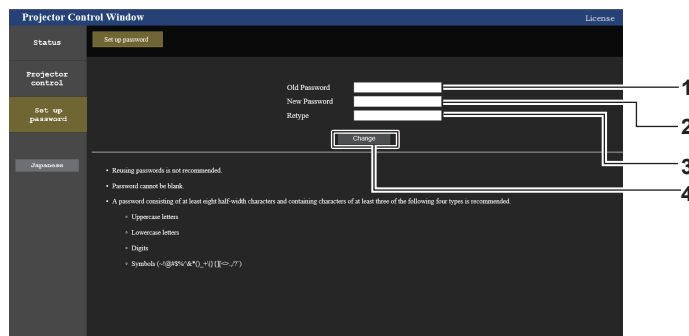 Projector Control Window
License
Status
Set up password
Projector
control
Set up
password
Japanese
Old Password
New Password
Retype
Change
1
2
3
4
• Reusing passwords is not recommended.
• Password cannot be blank.
• A password consisting of at least eight half-width characters and containing characters of at least three of the following four types is recommended.
◦ Uppercase letters
◦ Lowercase letters
◦ Digits